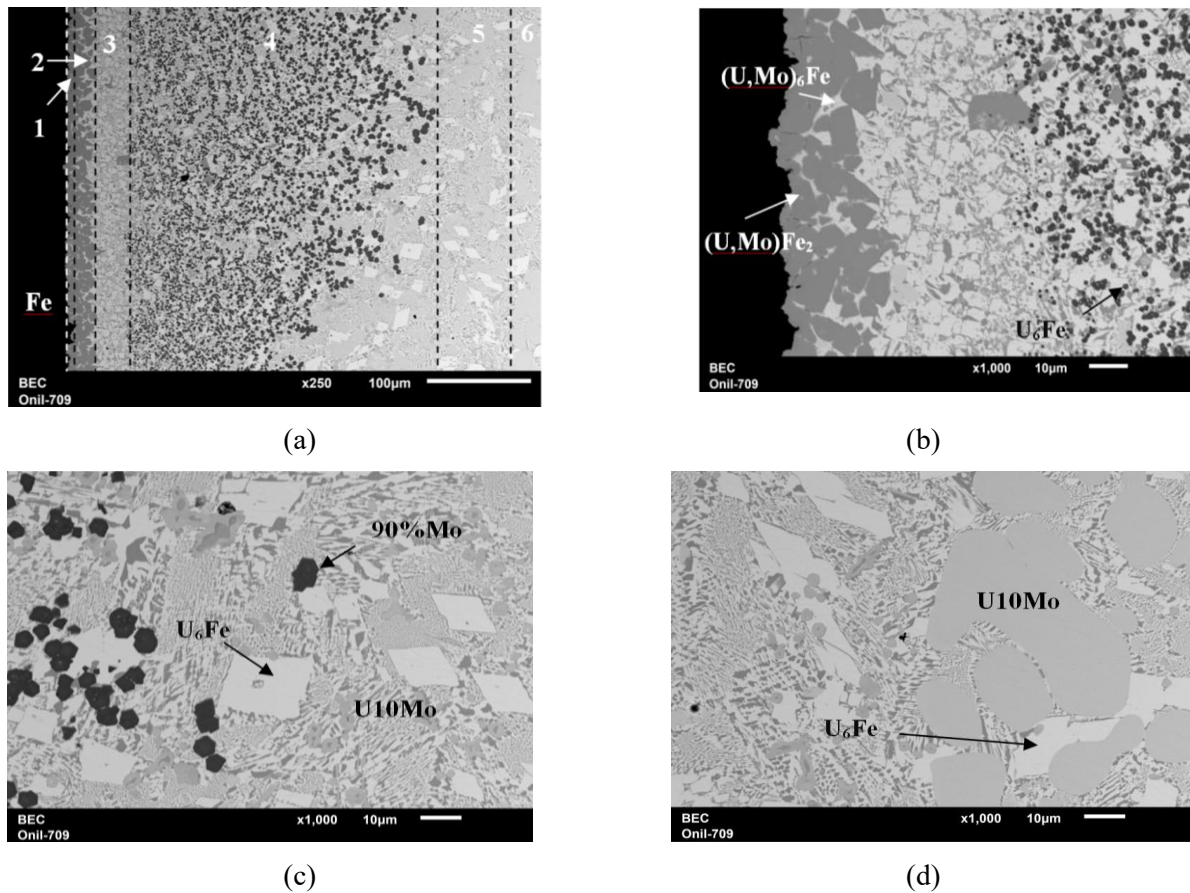 3
4
5
6
2
1
Fe
BEC
x250 100µm
Onil-709
(a)
(U,Mo)₆Fe
(U,Mo)Fe₂
U₆Fe
BEC
x1,000 10µm
Onil-709
(b)
90%Mo
U₆Fe
U10Mo
BEC
x1,000 10µm
Onil-709
(c)
U10Mo
U₆Fe
BEC
x1,000 10µm
Onil-709
(d)